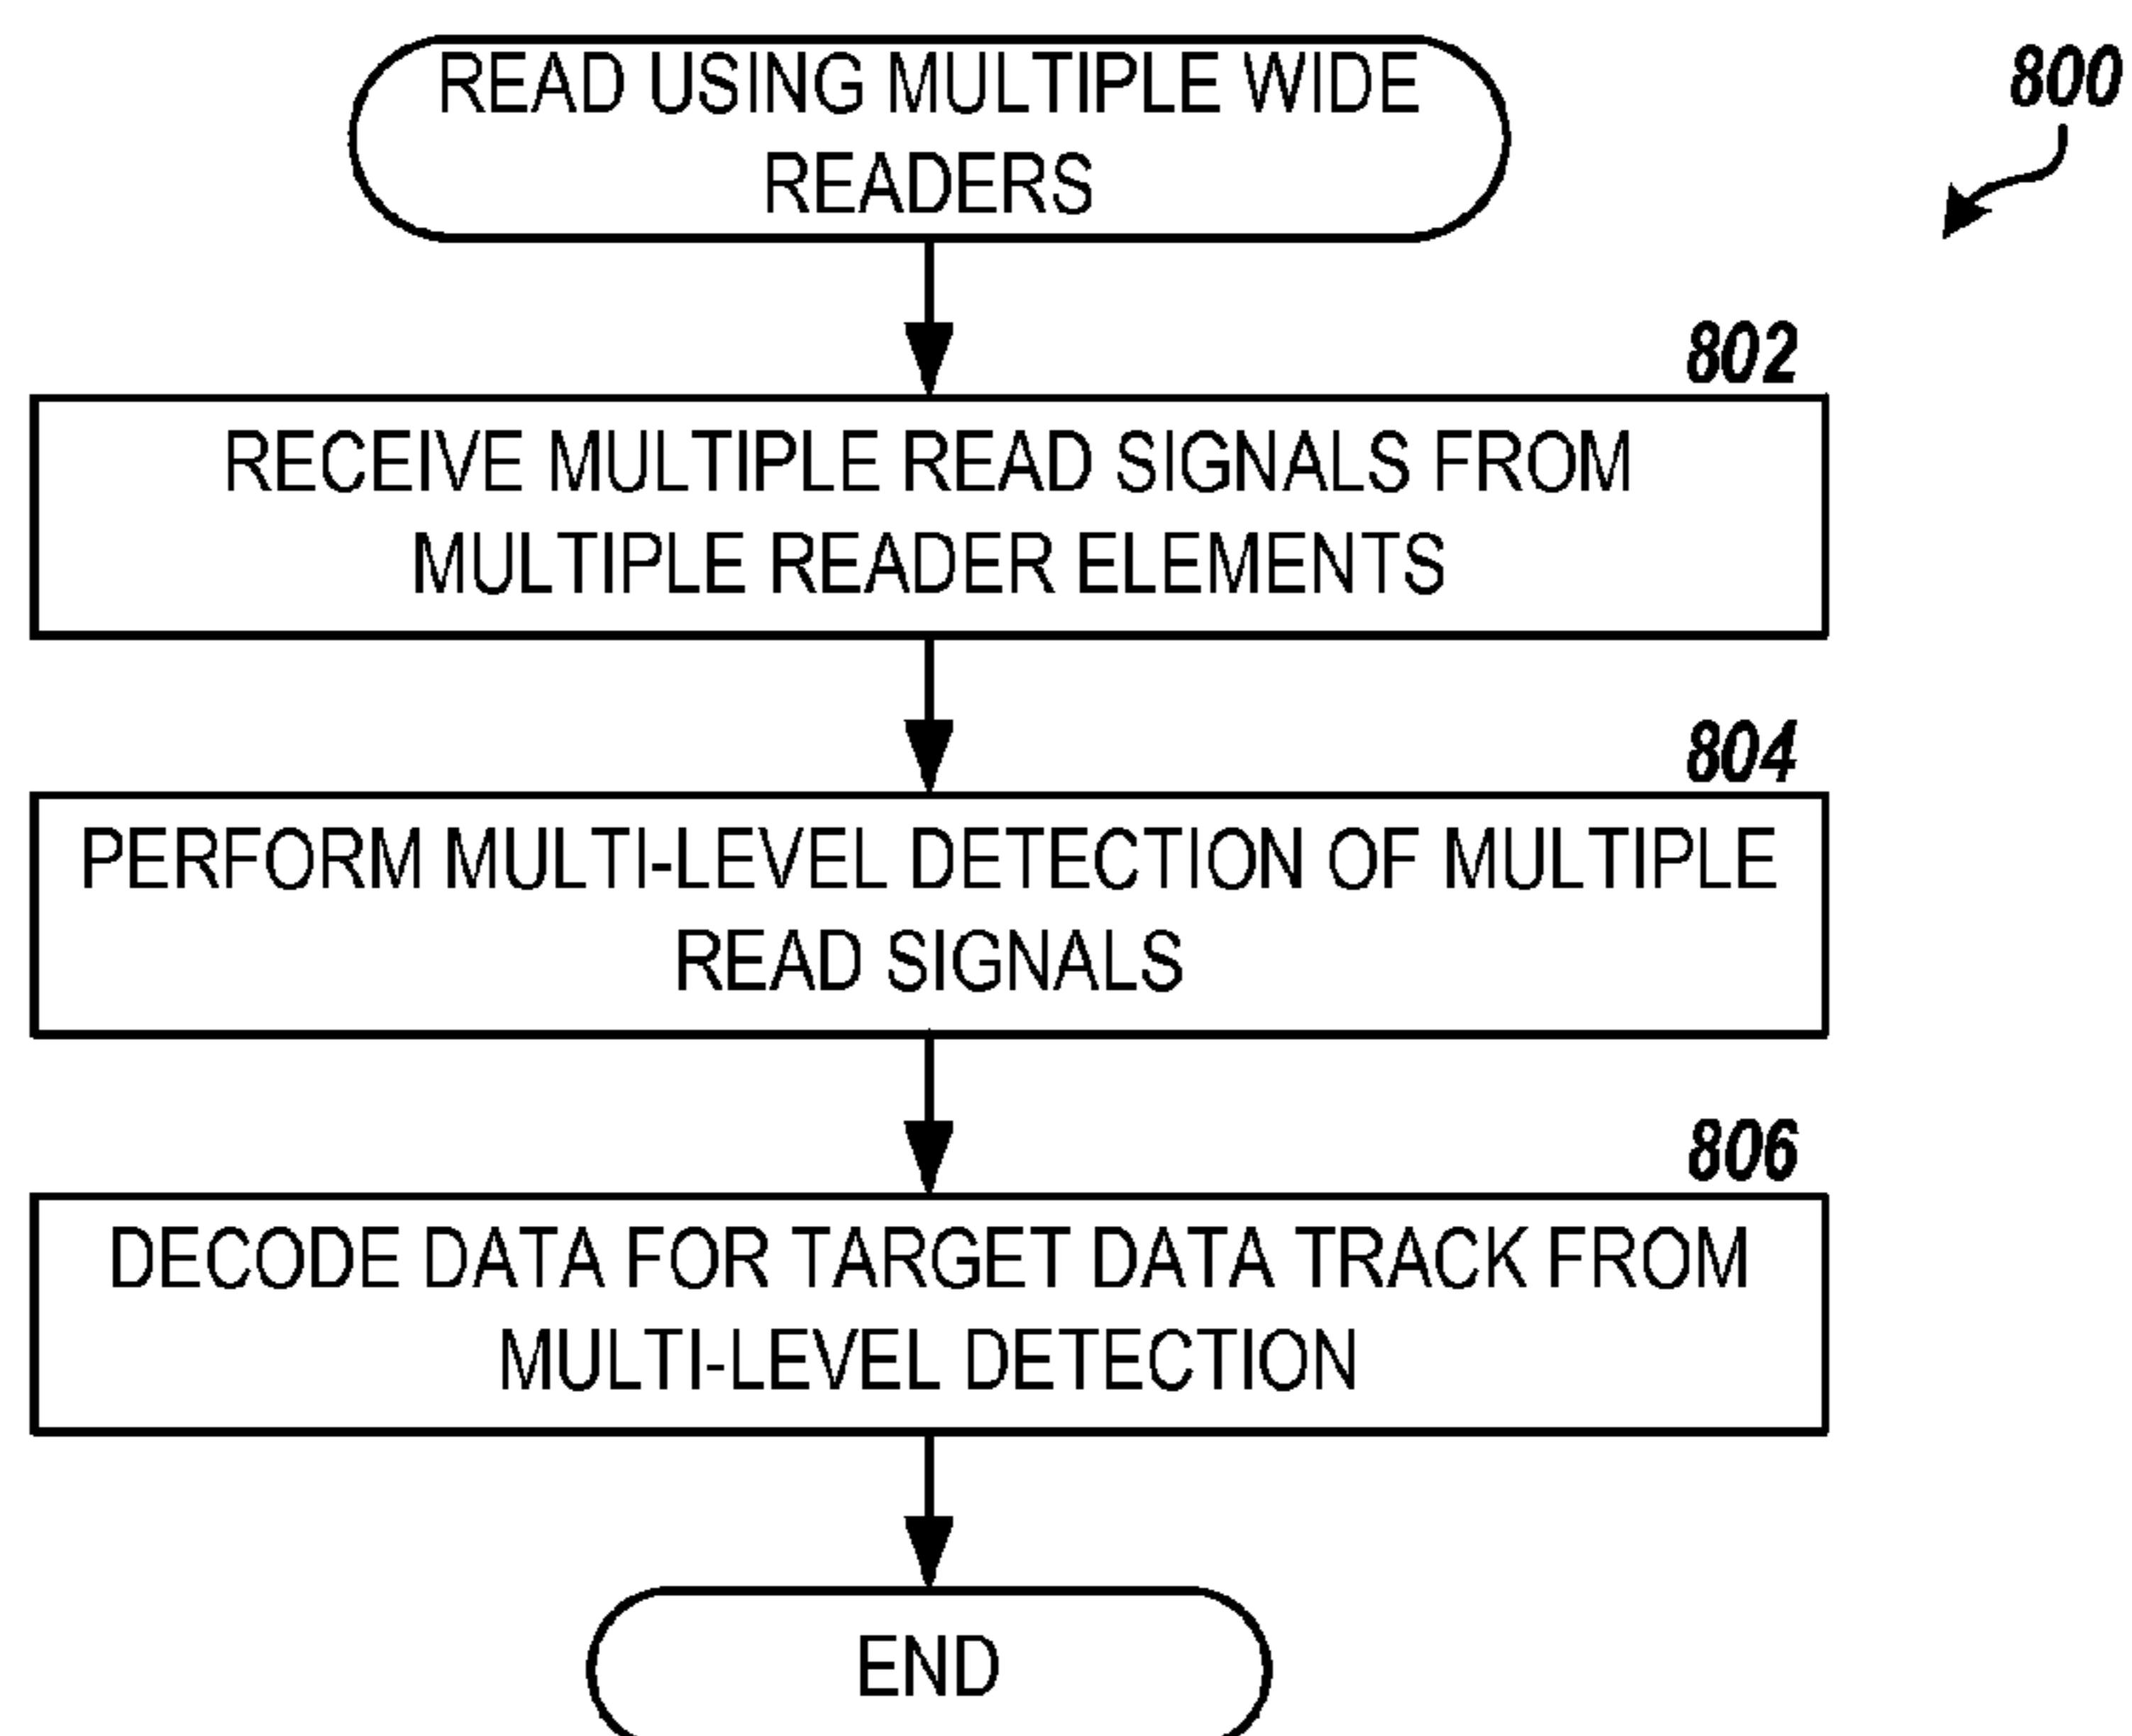 READ USING MULTIPLE WIDE
READERS
800
802
RECEIVE MULTIPLE READ SIGNALS FROM
MULTIPLE READER ELEMENTS
804
PERFORM MULTI-LEVEL DETECTION OF MULTIPLE
READ SIGNALS
806
DECODE DATA FOR TARGET DATA TRACK FROM
MULTI-LEVEL DETECTION
END